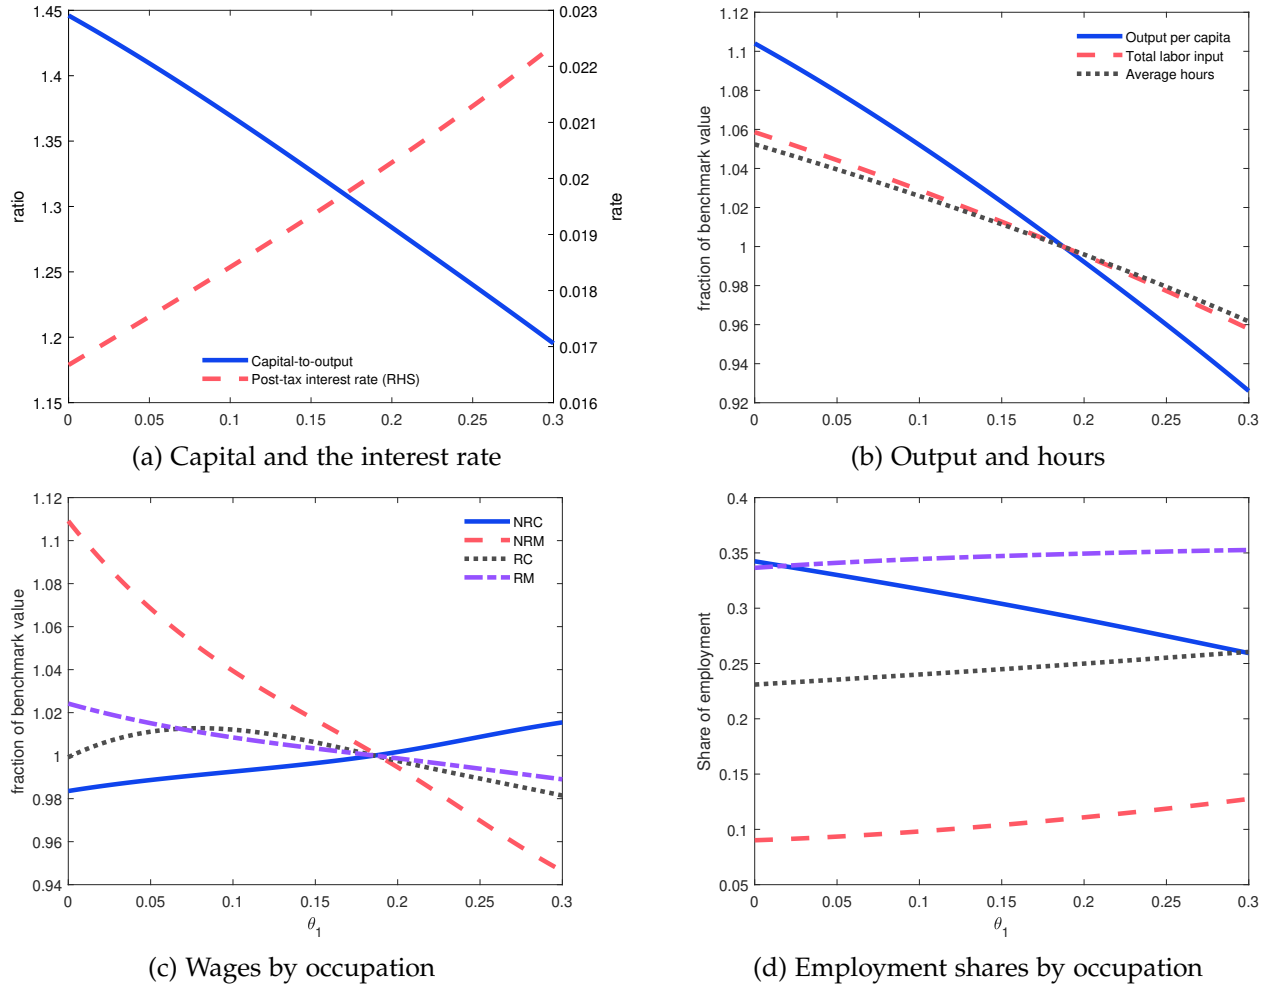 1.45
1.4
1.35
1.3
1.25
1.2
1.15
ratio
0.023
0.022
0.021
0.02
0.019
0.018
0.017
0.016
rate
Capital-to-output
Post-tax interest rate (RHS)
0 0.05 0.1 0.15 0.2 0.25 0.3
(a) Capital and the interest rate
1.12
1.1
1.08
1.06
1.04
1.02
1
0.98
0.96
0.94
0.92
fraction of benchmark value
Output per capita
Total labor input
Average hours
0 0.05 0.1 0.15 0.2 0.25 0.3
(b) Output and hours
1.12
1.1
1.08
1.06
1.04
1.02
1
0.98
0.96
0.94
fraction of benchmark value
NRC
NRM
RC
RM
0 0.05 0.1 0.15 0.2 0.25 0.3
θ1
(c) Wages by occupation
0.4
0.35
0.3
0.25
0.2
0.15
0.1
0.05
Share of employment
0 0.05 0.1 0.15 0.2 0.25 0.3
θ1
(d) Employment shares by occupation